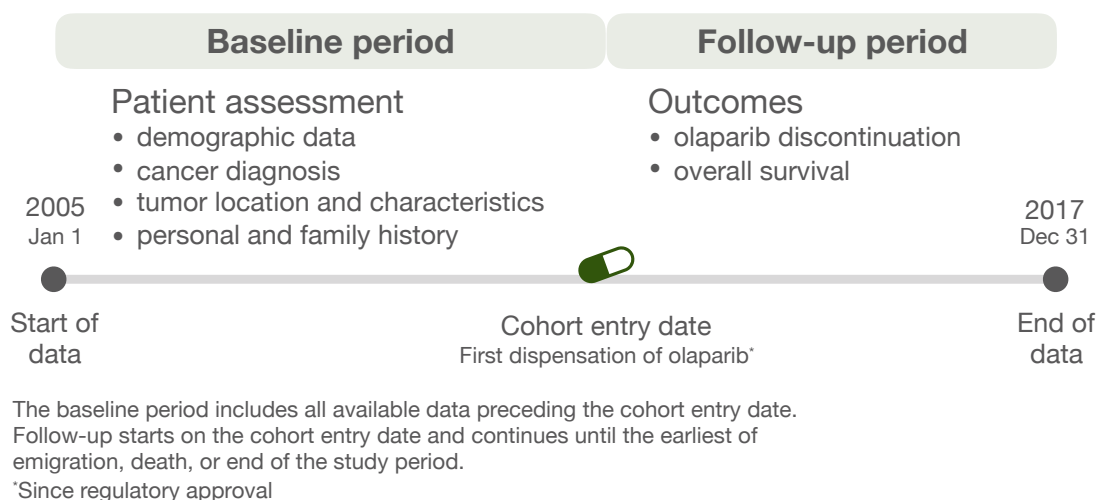 Baseline period
Follow-up period
Patient assessment
• demographic data
• cancer diagnosis
• tumor location and characteristics
• personal and family history
Outcomes
• olaparib discontinuation
• overall survival
2005
Jan 1
2017
Dec 31
Start of
data
Cohort entry date
First dispensation of olaparib*
End of
data
The baseline period includes all available data preceding the cohort entry date.
Follow-up starts on the cohort entry date and continues until the earliest of
emigration, death, or end of the study period.
*Since regulatory approval